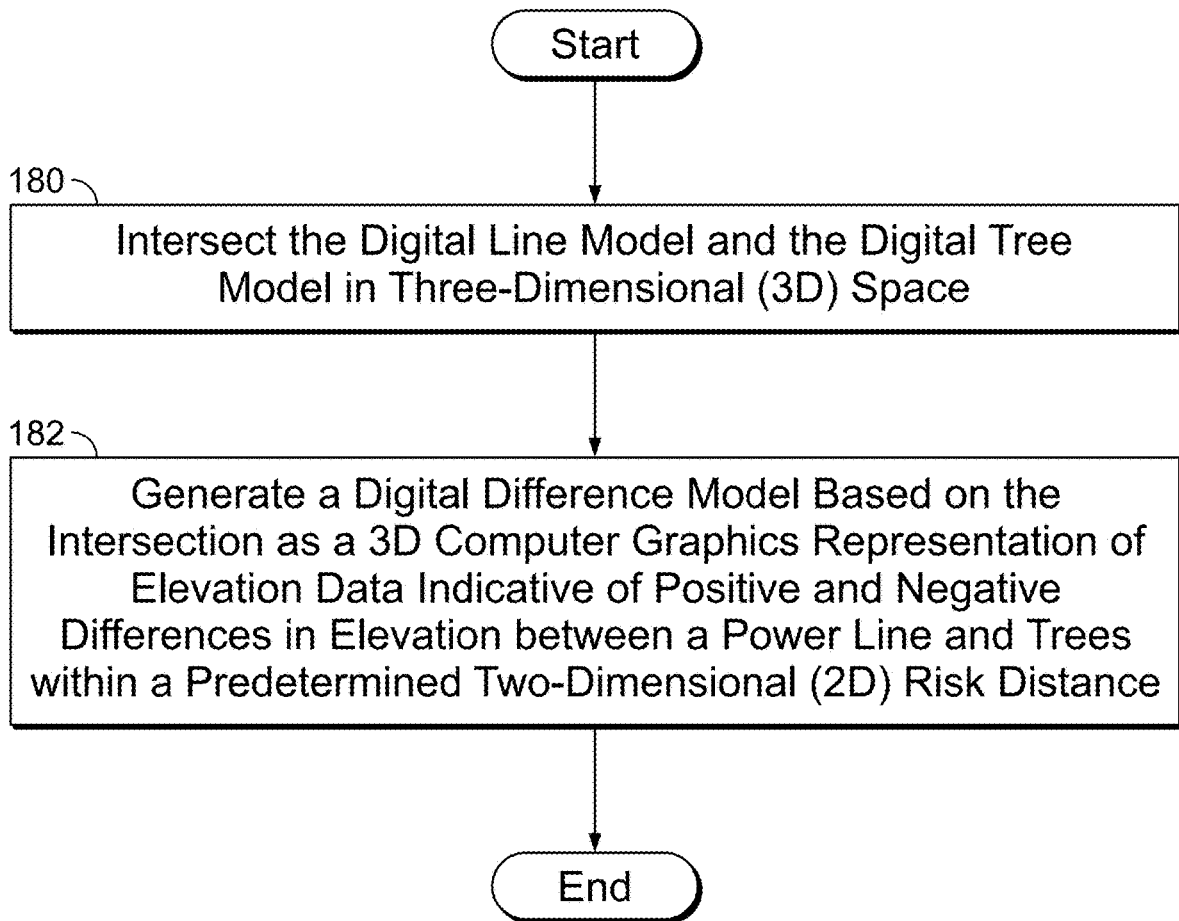 Start
180
Intersect the Digital Line Model and the Digital Tree
Model in Three-Dimensional (3D) Space
182
Generate a Digital Difference Model Based on the
Intersection as a 3D Computer Graphics Representation of
Elevation Data Indicative of Positive and Negative
Differences in Elevation between a Power Line and Trees
within a Predetermined Two-Dimensional (2D) Risk Distance
End